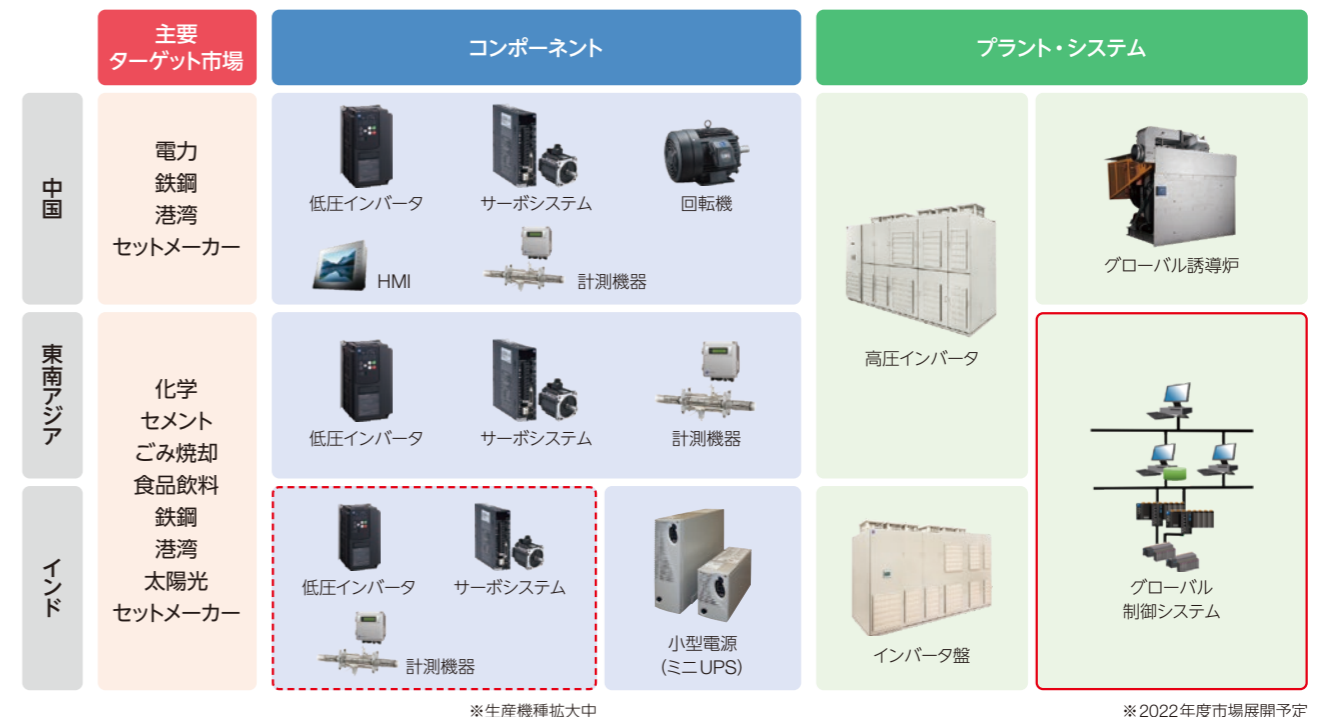 主要
ターゲット市場
コンポーネント
プラント・システム
中国
電力
鉄鋼
港湾
セットメーカー
低圧インバータ
サーボシステム
回転機
HMI
計測機器
高圧インバータ
グローバル誘導炉
東南アジア
化学
セメント
ごみ焼却
食品飲料
鉄鋼
港湾
太陽光
セットメーカー
低圧インバータ
サーボシステム
計測機器
グローバル
制御システム
インド
低圧インバータ
サーボシステム
計測機器
小型電源
(ミニUPS)
インバータ盤
※生産機種拡大中
※2022年度市場展開予定